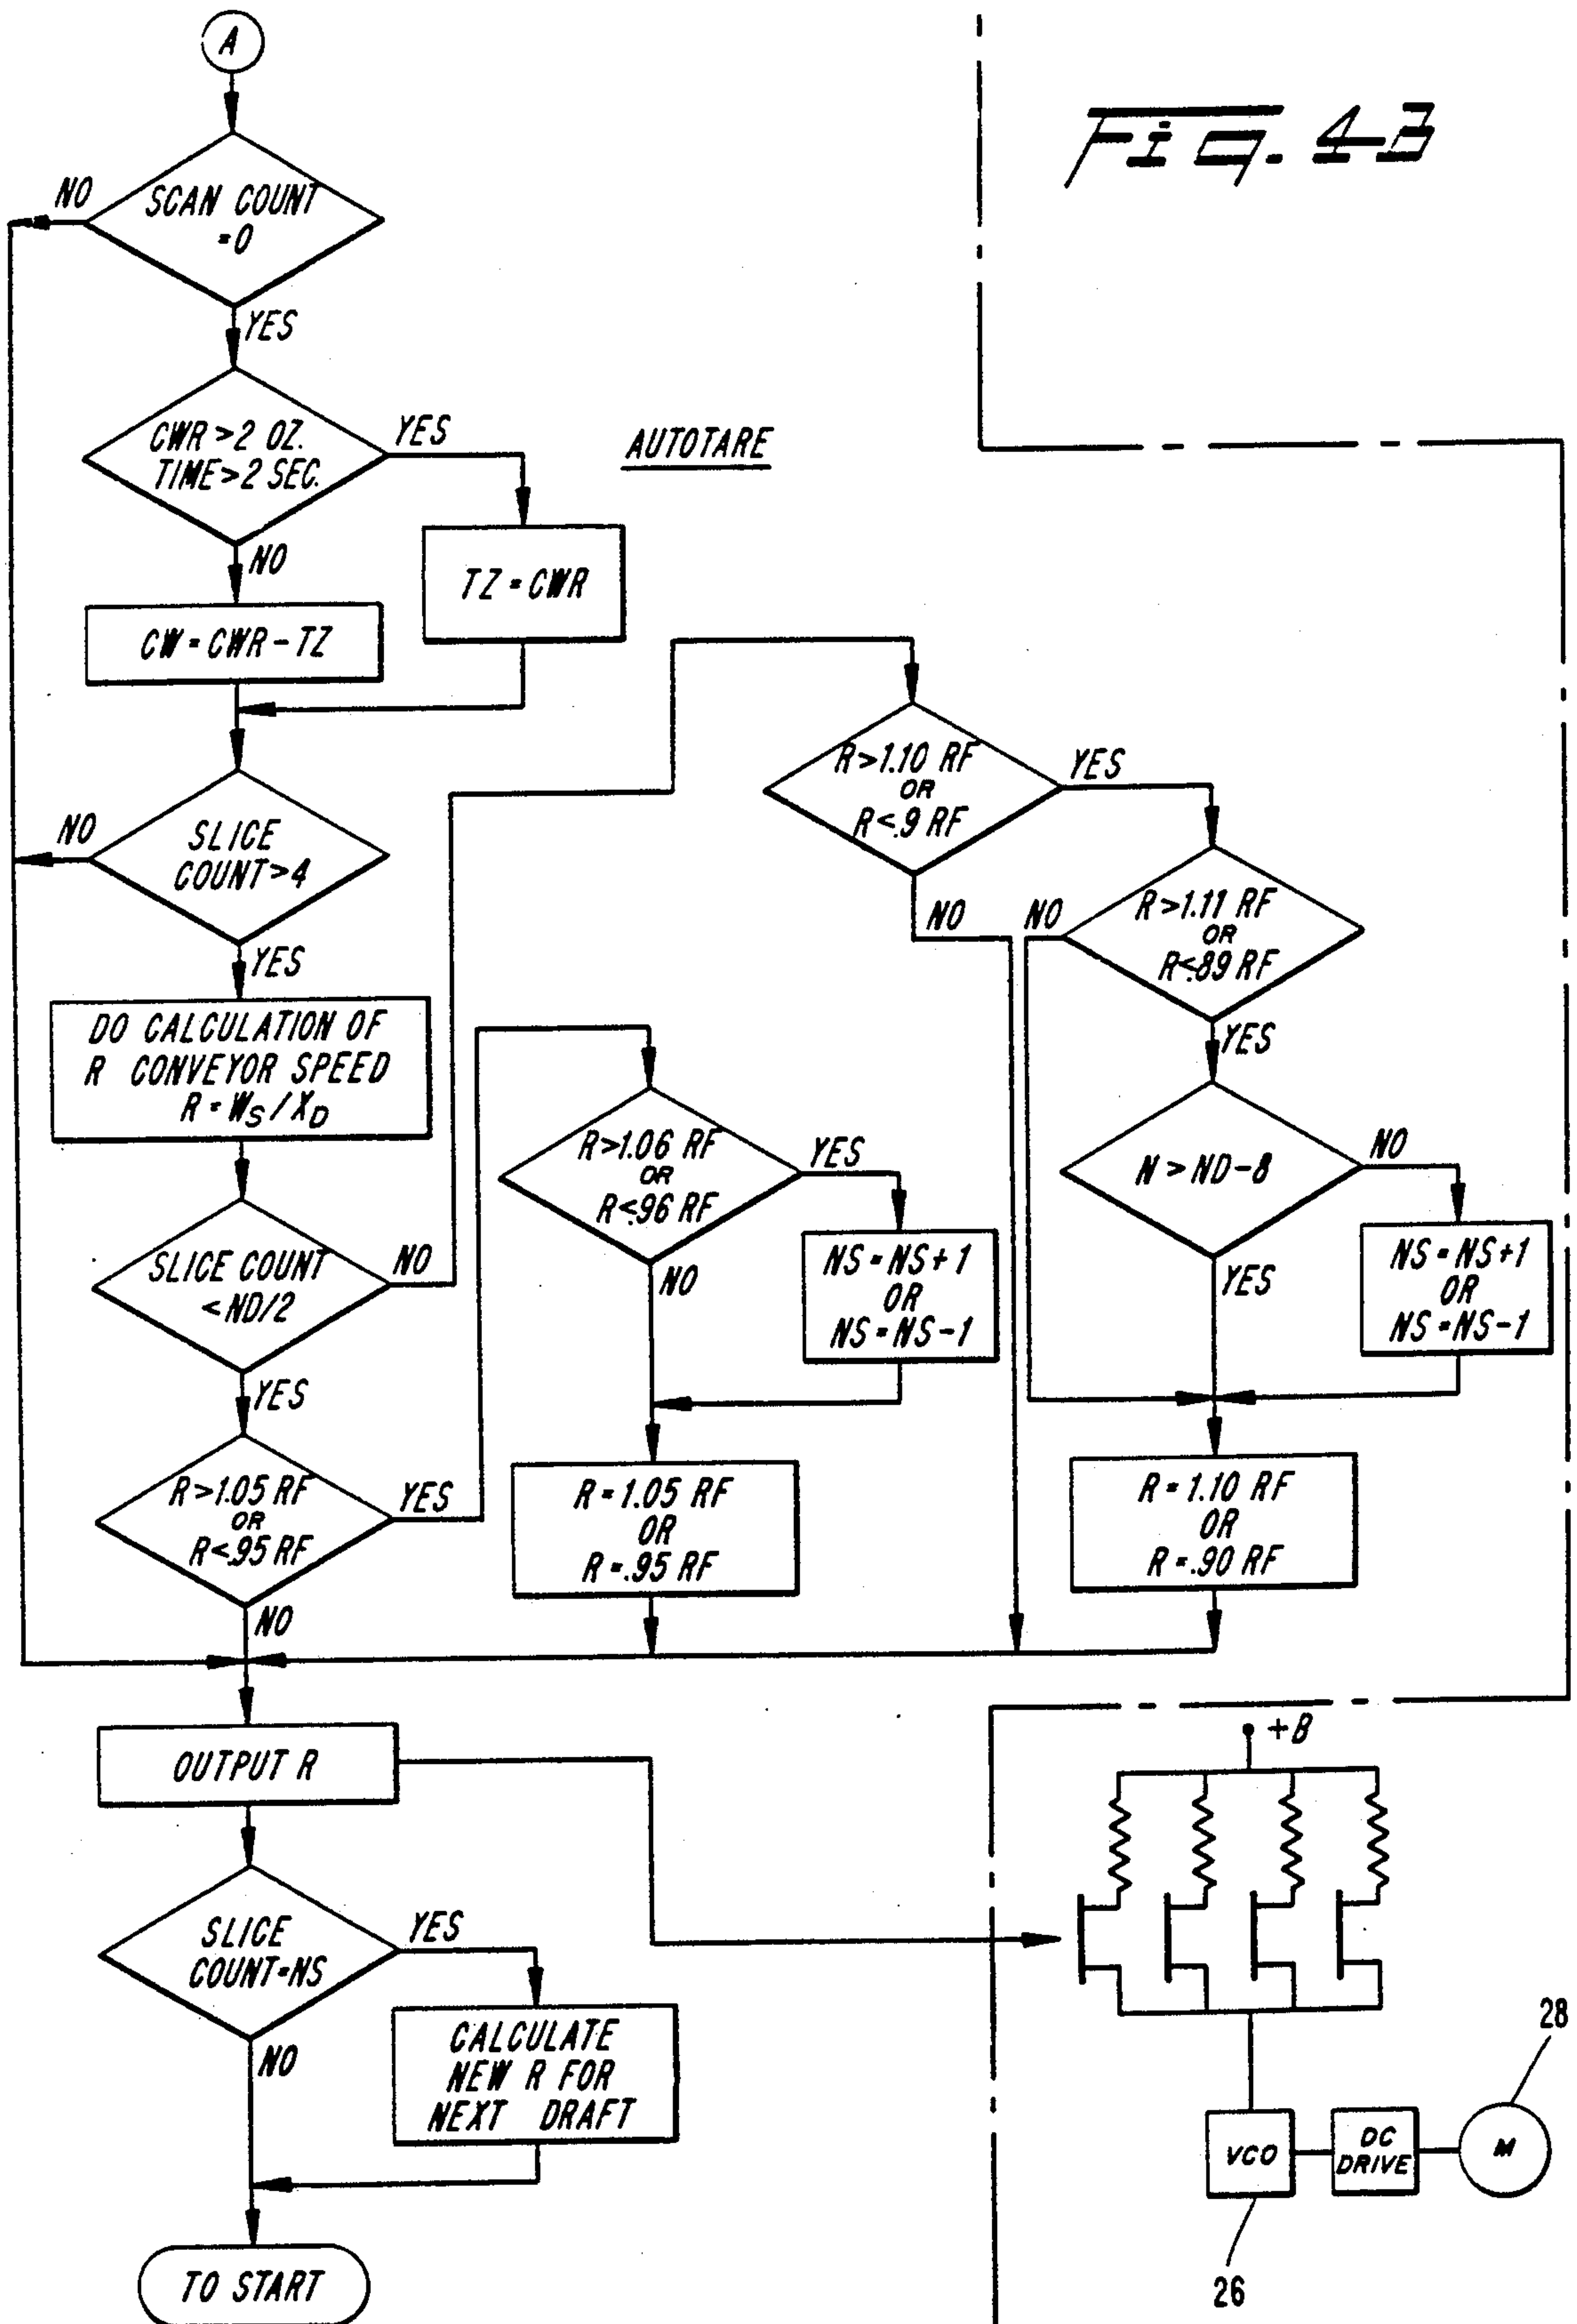 Fig. 4-3
A
SCAN COUNT
=0
NO
YES
CWR>2 OZ.
TIME>2 SEC.
YES
NO
AUTOTARE
TZ=CWR
CW=CWR-TZ
SLICE
COUNT>4
NO
YES
DO CALCULATION OF
R CONVEYOR SPEED
R=WS/XD
SLICE COUNT
<ND/2
NO
YES
R>1.05 RF
OR
R<.95 RF
YES
NO
R>1.06 RF
OR
R<.96 RF
YES
NO
NS=NS+1
OR
NS=NS-1
R=1.05 RF
OR
R=.95 RF
R>1.10 RF
OR
R<.9 RF
YES
NO
R>1.11 RF
OR
R<.89 RF
NO
YES
N>ND-8
NO
YES
NS=NS+1
OR
NS=NS-1
R=1.10 RF
OR
R=.90 RF
OUTPUT R
SLICE
COUNT=NS
YES
NO
CALCULATE
NEW R FOR
NEXT DRAFT
TO START
+B
VCO
26
DC
DRIVE
M
28